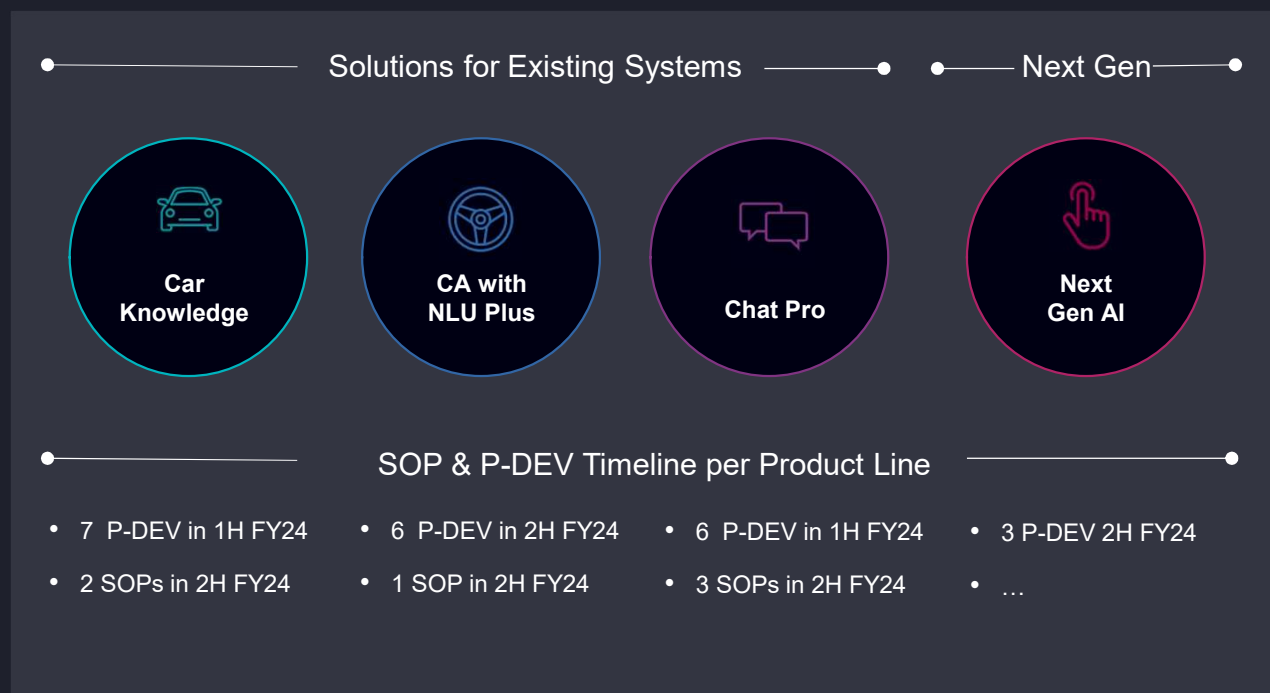 Solutions for Existing Systems
Next Gen
Car
Knowledge
CA with
NLU Plus
Chat Pro
Next
Gen AI
SOP & P-DEV Timeline per Product Line
• 7 P-DEV in 1H FY24
• 2 SOPs in 2H FY24
• 6 P-DEV in 2H FY24
• 1 SOP in 2H FY24
• 6 P-DEV in 1H FY24
• 3 SOPs in 2H FY24
• 3 P-DEV 2H FY24
• …